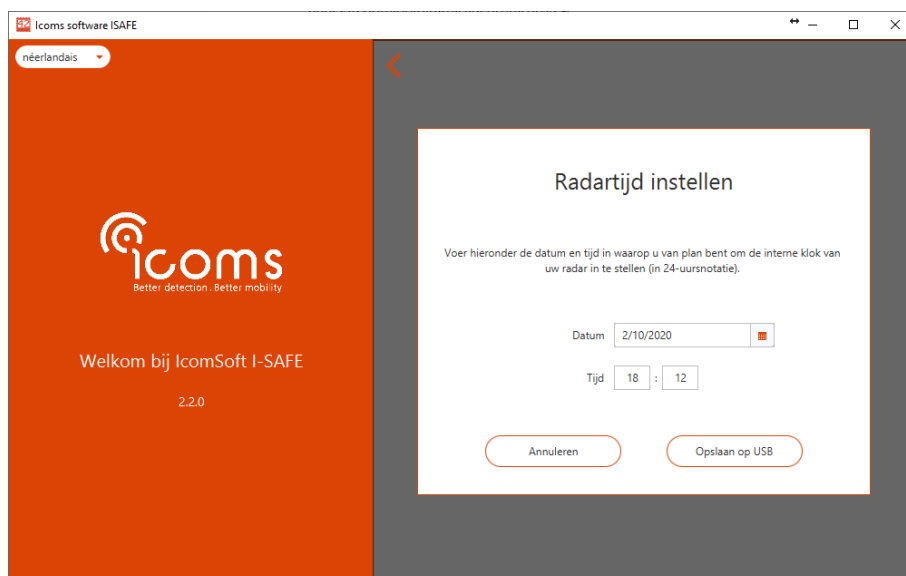 Icoms software ISAFE
néerlandais
icoms
Better detection. Better mobility
Welkom bij IcomSoft I-SAFE
2.2.0
Radartijd instellen
Voer hieronder de datum en tijd in waarop u van plan bent om de interne klok van
uw radar in te stellen (in 24-uursnotatie).
Datum 2/10/2020
Tijd 18 : 12
Annuleren Opslaan op USB